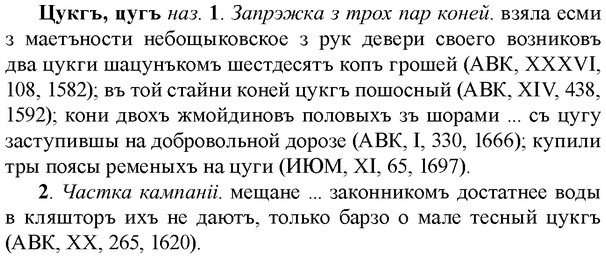 Цукгъ, цугъ наз. 1. Запрэжка з трох пар коней. взяла есми
з маетъности небощыковское з рук девери своего возниковъ
два цукги шацунъкомъ шестдесятъ копъ грошей (АВК, XXXVI,
108, 1582); въ той стайни коней цукгъ пошосный (АВК, XIV, 438,
1592); кони двохъ жмойдиновъ половыхъ зъ шорами ... съ цугу
заступившы на добровольной дорозе (АВК, I, 330, 1666); купили
тры поясы ременыхъ на цуги (ИЮМ, XI, 65, 1697).
2. Частка кампаніі. мещане ... законникомъ достатнее воды
в кляшторъ ихъ не даютъ, только барзо о мале тесный цукгъ
(АВК, XX, 265, 1620).